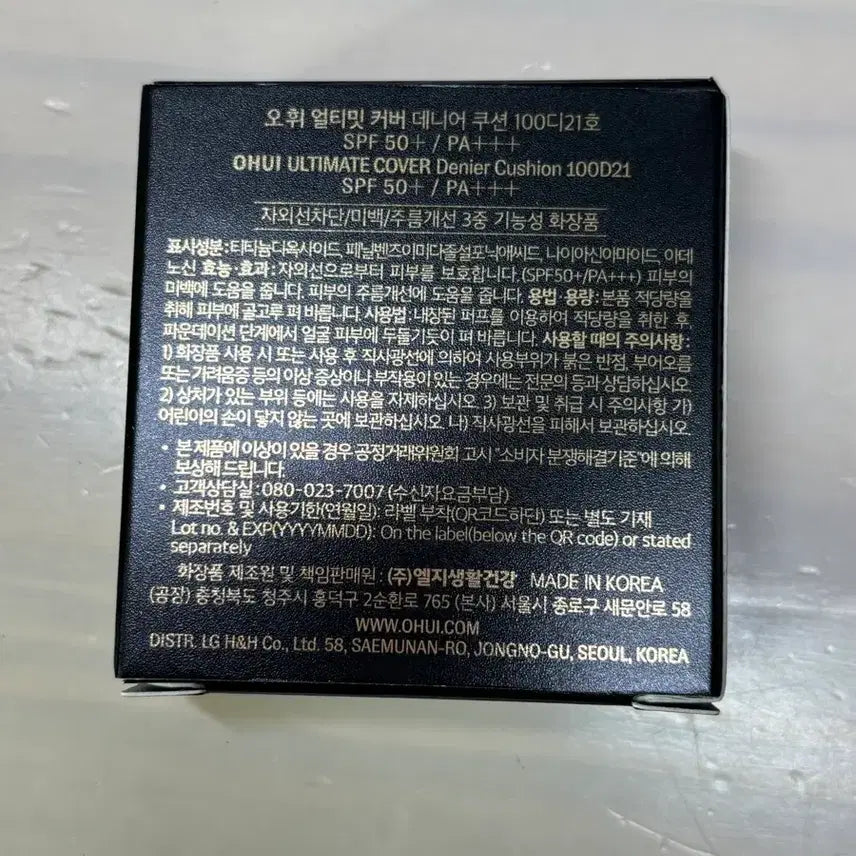 오휘 얼티밋 커버 데니어 쿠션 100디21호
SPF 50+ / PA+++
OHUI ULTIMATE COVER Denier Cushion 100D21
SPF 50+ / PA+++
자외선차단/미백/주름개선 3중 기능성 화장품
표시성분 : 티타늄디옥사이드, 페닐벤즈이미다졸설포닉애씨드, 나이아신아마이드, 아데
노신 효능·효과 : 자외선으로부터 피부를 보호합니다. (SPF50+/PA+++) 피부의
미백에 도움을 줍니다. 피부의 주름개선에 도움을 줍니다. 용법·용량 : 본품 적당량을
취해 피부에 골고루 펴 바릅니다. 사용법 : 내장된 퍼프를 이용하여 적당량을 취한 후,
파운데이션 단계에서 얼굴 피부에 두들기듯이 펴 바릅니다. 사용할 때의 주의사항 :
1) 화장품 사용 시 또는 사용 후 직사광선에 의하여 사용부위가 붉은 반점, 부어오름
또는 가려움증 등의 이상 증상이나 부작용이 있는 경우에는 전문의 등과 상담하십시오.
2) 상처가 있는 부위 등에는 사용을 자제하십시오. 3) 보관 및 취급 시 주의사항 가)
어린이의 손이 닿지 않는 곳에 보관하십시오. 나) 직사광선을 피해서 보관하십시오.
• 본 제품에 이상이 있을 경우 공정거래위원회 고시 "소비자 분쟁해결기준"에 의해
보상해 드립니다.
• 고객상담실 : 080-023-7007 (수신자요금부담)
• 제조번호 및 사용기한(연월일): 라벨 부착(QR코드하단) 또는 별도 기재
Lot no. & EXP(YYYYMMDD): On the label(below the QR code) or stated
separately
화장품 제조원 및 책임판매원 : (주)엘지생활건강 MADE IN KOREA
(공장) 충청북도 청주시 흥덕구 2순환로 765 (본사) 서울시 종로구 새문안로 58
WWW.OHUI.COM
DISTR. LG H&H Co., Ltd. 58, SAEMUNAN-RO, JONGNO-GU, SEOUL, KOREA